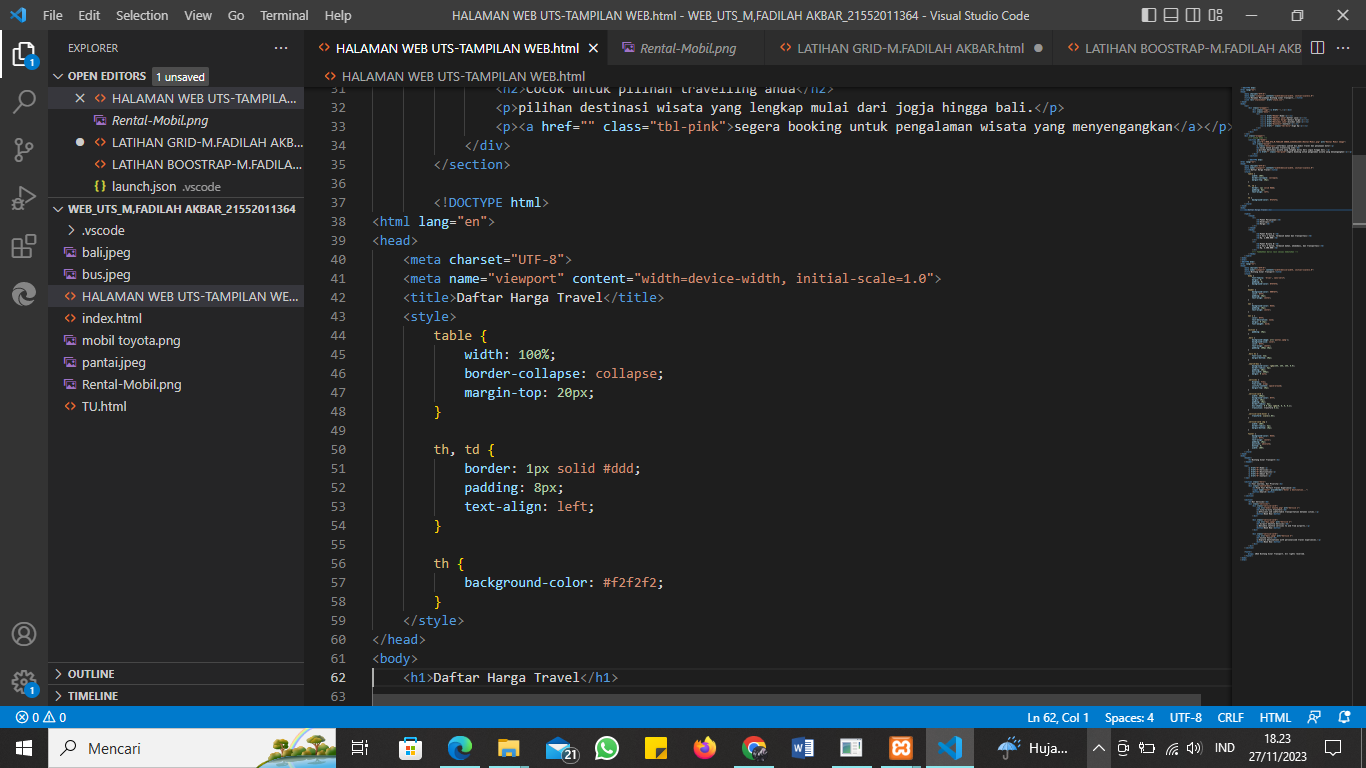 File Edit Selection View Go Terminal Help HALAMAN WEB UTS-TAMPILAN WEB.html - WEB_UTS_M,FADILAH AKBAR_21552011364 - Visual Studio Code
EXPLORER
HALAMAN WEB UTS-TAMPILAN WEB.html Rental-Mobil.png LATIHAN GRID-M.FADILAH AKBAR.html LATIHAN BOOSTRAP-M.FADILAH AKB
OPEN EDITORS 1 unsaved
HALAMAN WEB UTS-TAMPILA...
Rental-Mobil.png
LATIHAN GRID-M.FADILAH AKB...
LATIHAN BOOSTRAP-M.FADILA...
launch.json .vscode
WEB_UTS_M,FADILAH AKBAR_21552011364
.vscode
bali.jpeg
bus.jpeg
HALAMAN WEB UTS-TAMPILAN WE...
index.html
mobil toyota.png
pantai.jpeg
Rental-Mobil.png
TU.html
OUTLINE
TIMELINE
1
1
HALAMAN WEB UTS-TAMPILAN WEB.html
31 <h2>Cocok untuk pilihan travelling anda</h2>
32 <p>pilihan destinasi wisata yang lengkap mulai dari jogja hingga bali.</p>
33 <p><a href="" class="tbl-pink">segera booking untuk pengalaman wisata yang menyengangkan</a></p>
34 </div>
35 </section>
36
37 <!DOCTYPE html>
38 <html lang="en">
39 <head>
40 <meta charset="UTF-8">
41 <meta name="viewport" content="width=device-width, initial-scale=1.0">
42 <title>Daftar Harga Travel</title>
43 <style>
44 table {
45 width: 100%;
46 border-collapse: collapse;
47 margin-top: 20px;
48 }
49
50 th, td {
51 border: 1px solid #ddd;
52 padding: 8px;
53 text-align: left;
54 }
55
56 th {
57 background-color: #f2f2f2;
58 }
59 </style>
60 </head>
61 <body>
62 <h1>Daftar Harga Travel</h1>
63
0 0 Ln 62, Col 1 Spaces: 4 UTF-8 CRLF HTML
Mencari 21 Huja... IND 18.23
27/11/2023